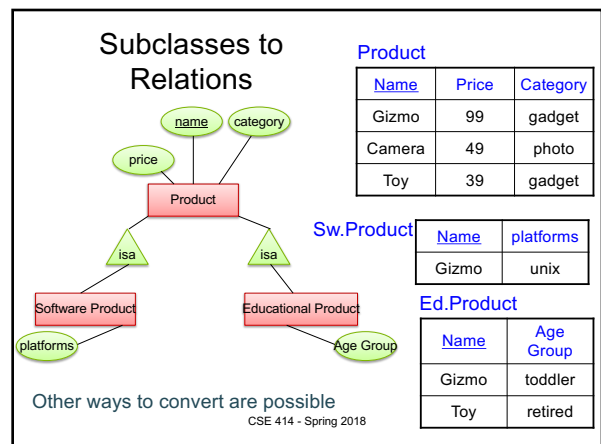 Subclasses to
Relations
name
category
price
Product
isa
isa
Software Product
Educational Product
platforms
Age Group
Other ways to convert are possible
Product
Name Price Category
Gizmo 99 gadget
Camera 49 photo
Toy 39 gadget
Sw.Product
Name platforms
Gizmo unix
Ed.Product
Name Age
Group
Gizmo toddler
Toy retired
CSE 414 - Spring 2018